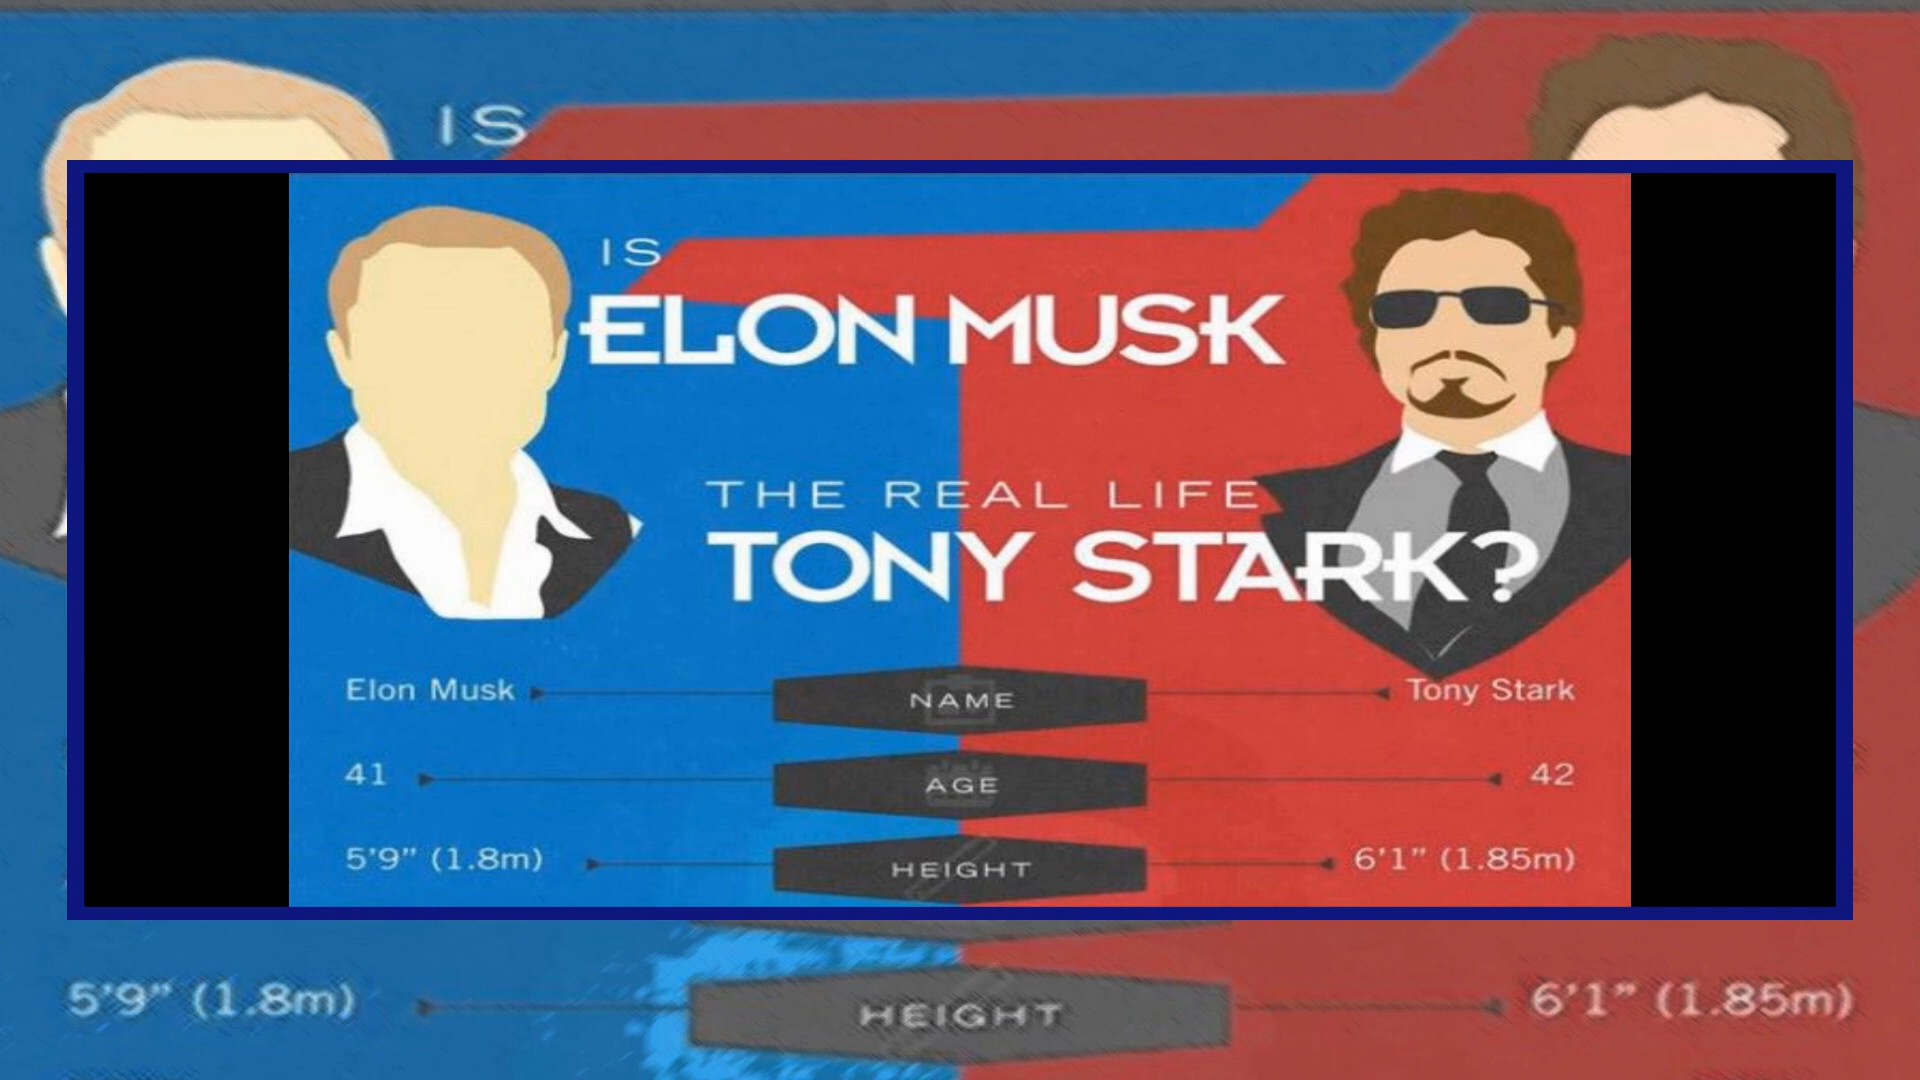 IS
IS
ELON MUSK
THE REAL LIFE
TONY STARK?
Elon Musk NAME Tony Stark
41 AGE 42
5'9” (1.8m) HEIGHT 6'1” (1.85m)
5'9” (1.8m) HEIGHT 6'1” (1.85m)